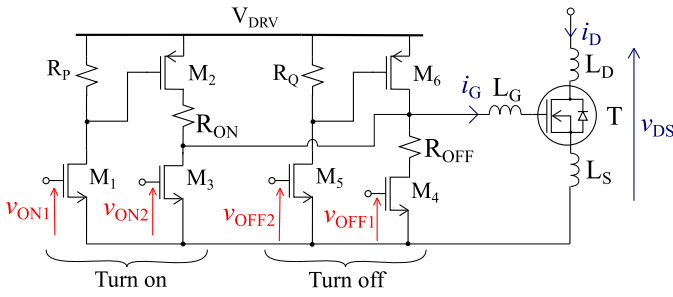 V_DRV
i_D
R_P
M_2
R_Q
M_6
L_D
i_G
L_G
T
v_DS
R_ON
R_OFF
L_S
M_1
M_3
M_5
M_4
v_ON1
v_ON2
v_OFF2
v_OFF1
Turn on
Turn off